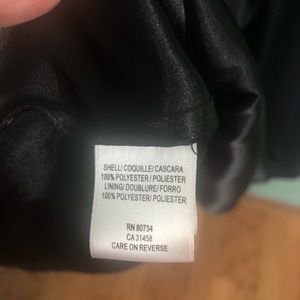 SHELL/ COQUILLE/ CASCARA
100% POLYESTER/ POLIESTER
LINING/ DOUBLURE/ FORRO
100% POLYESTER/ POLIESTER
RN 80734
CA 31458
CARE ON REVERSE